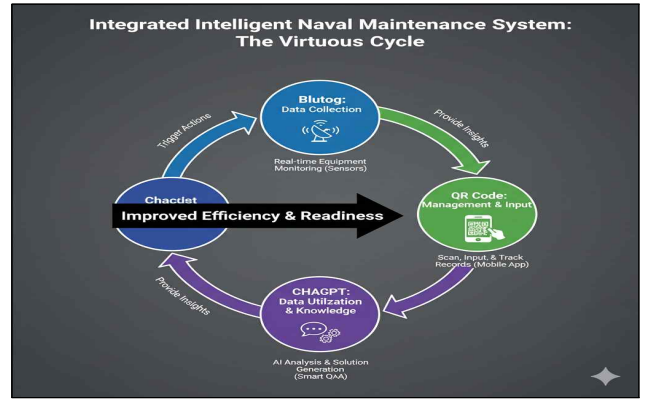 Integrated Intelligent Naval Maintenance System:
The Virtuous Cycle
Blutog:
Data Collection
Real-time Equipment
Monitoring (Sensors)
Trigger Actions
Provide Insights
Improved Efficiency & Readiness
QR Code:
Management & Input
Scan, Input, & Track
Records (Mobile App)
CHAGPT:
Data Utilzation
& Knowledge
AI Analysis & Solution
Generation
(Smart QAA)
Provide Insights